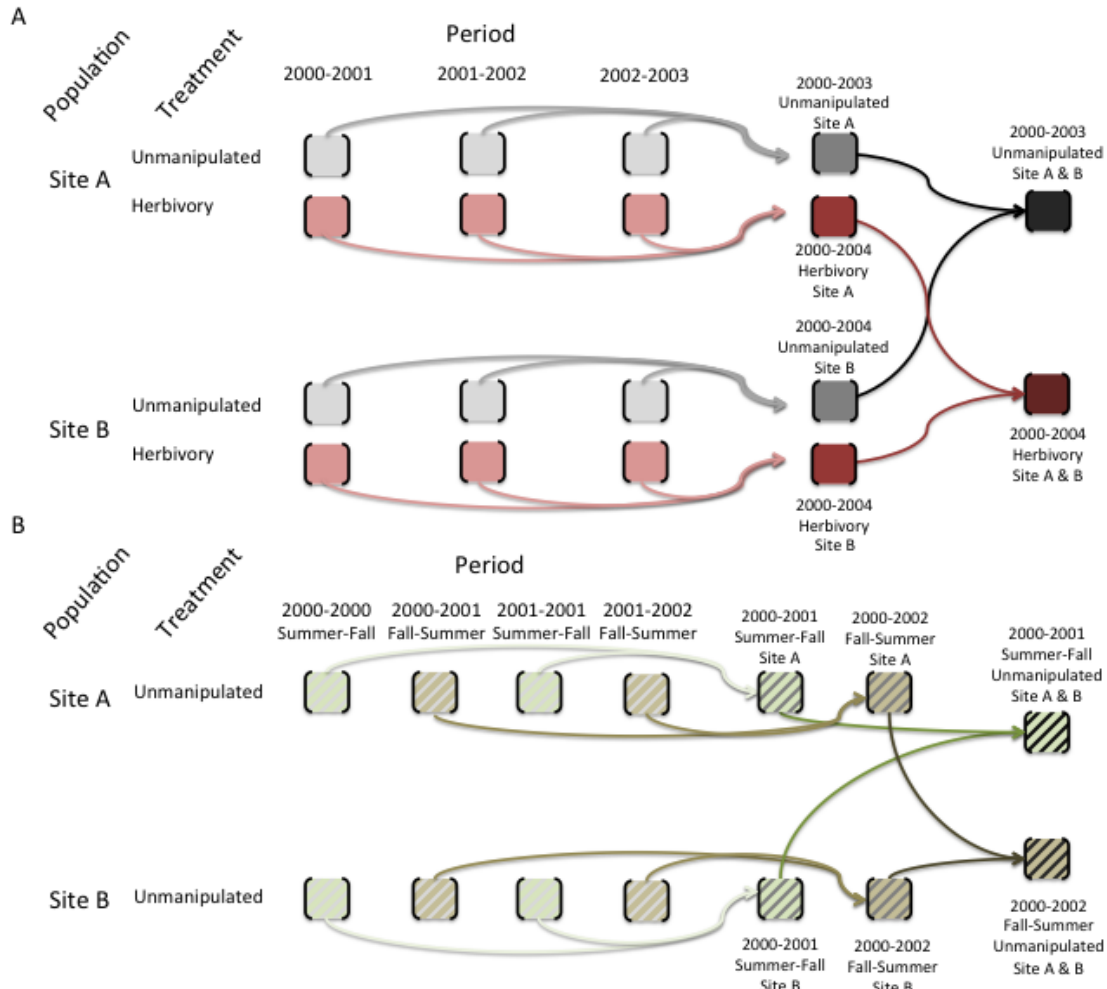 A
Population
Treatment
Period
2000-2001
2001-2002
2002-2003
2000-2003
Unmanipulated
Site A
2000-2003
Unmanipulated
Site A & B
Site A
Unmanipulated
Herbivory
2000-2004
Herbivory
Site A
2000-2004
Unmanipulated
Site B
Site B
Unmanipulated
Herbivory
2000-2004
Herbivory
Site A & B
2000-2004
Herbivory
Site B
B
Population
Treatment
Period
2000-2000
Summer-Fall
2000-2001
Fall-Summer
2001-2001
Summer-Fall
2001-2002
Fall-Summer
2000-2001
Summer-Fall
Site A
2000-2002
Fall-Summer
Site A
2000-2001
Summer-Fall
Unmanipulated
Site A & B
Site A
Unmanipulated
Site B
Unmanipulated
2000-2001
Summer-Fall
Site B
2000-2002
Fall-Summer
Site B
2000-2002
Fall-Summer
Unmanipulated
Site A & B